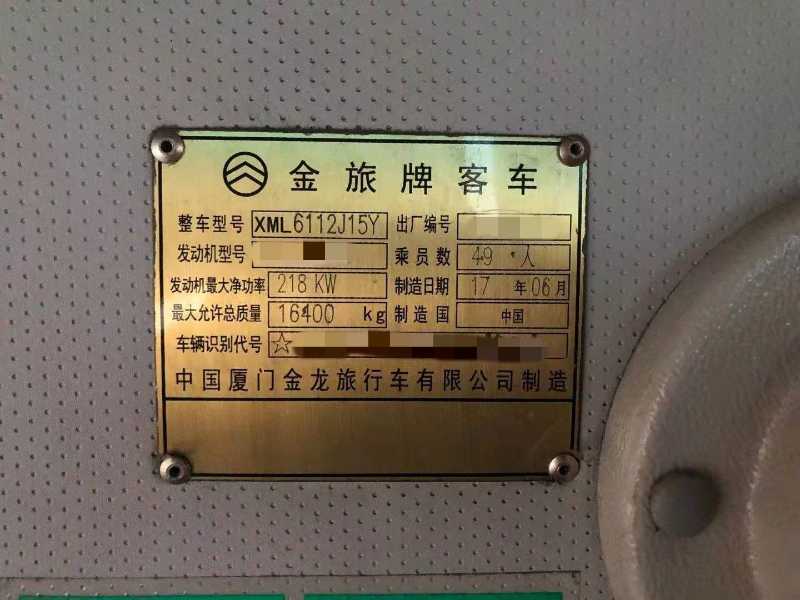 金旅牌客车
整车型号 XML6112J15Y 出厂编号
发动机型号 乘员数 49 人
发动机最大净功率 218 KW 制造日期 17 年 06 月
最大允许总质量 16400 kg 制造国 中国
车辆识别代号 ☆
中国厦门金龙旅行车有限公司制造